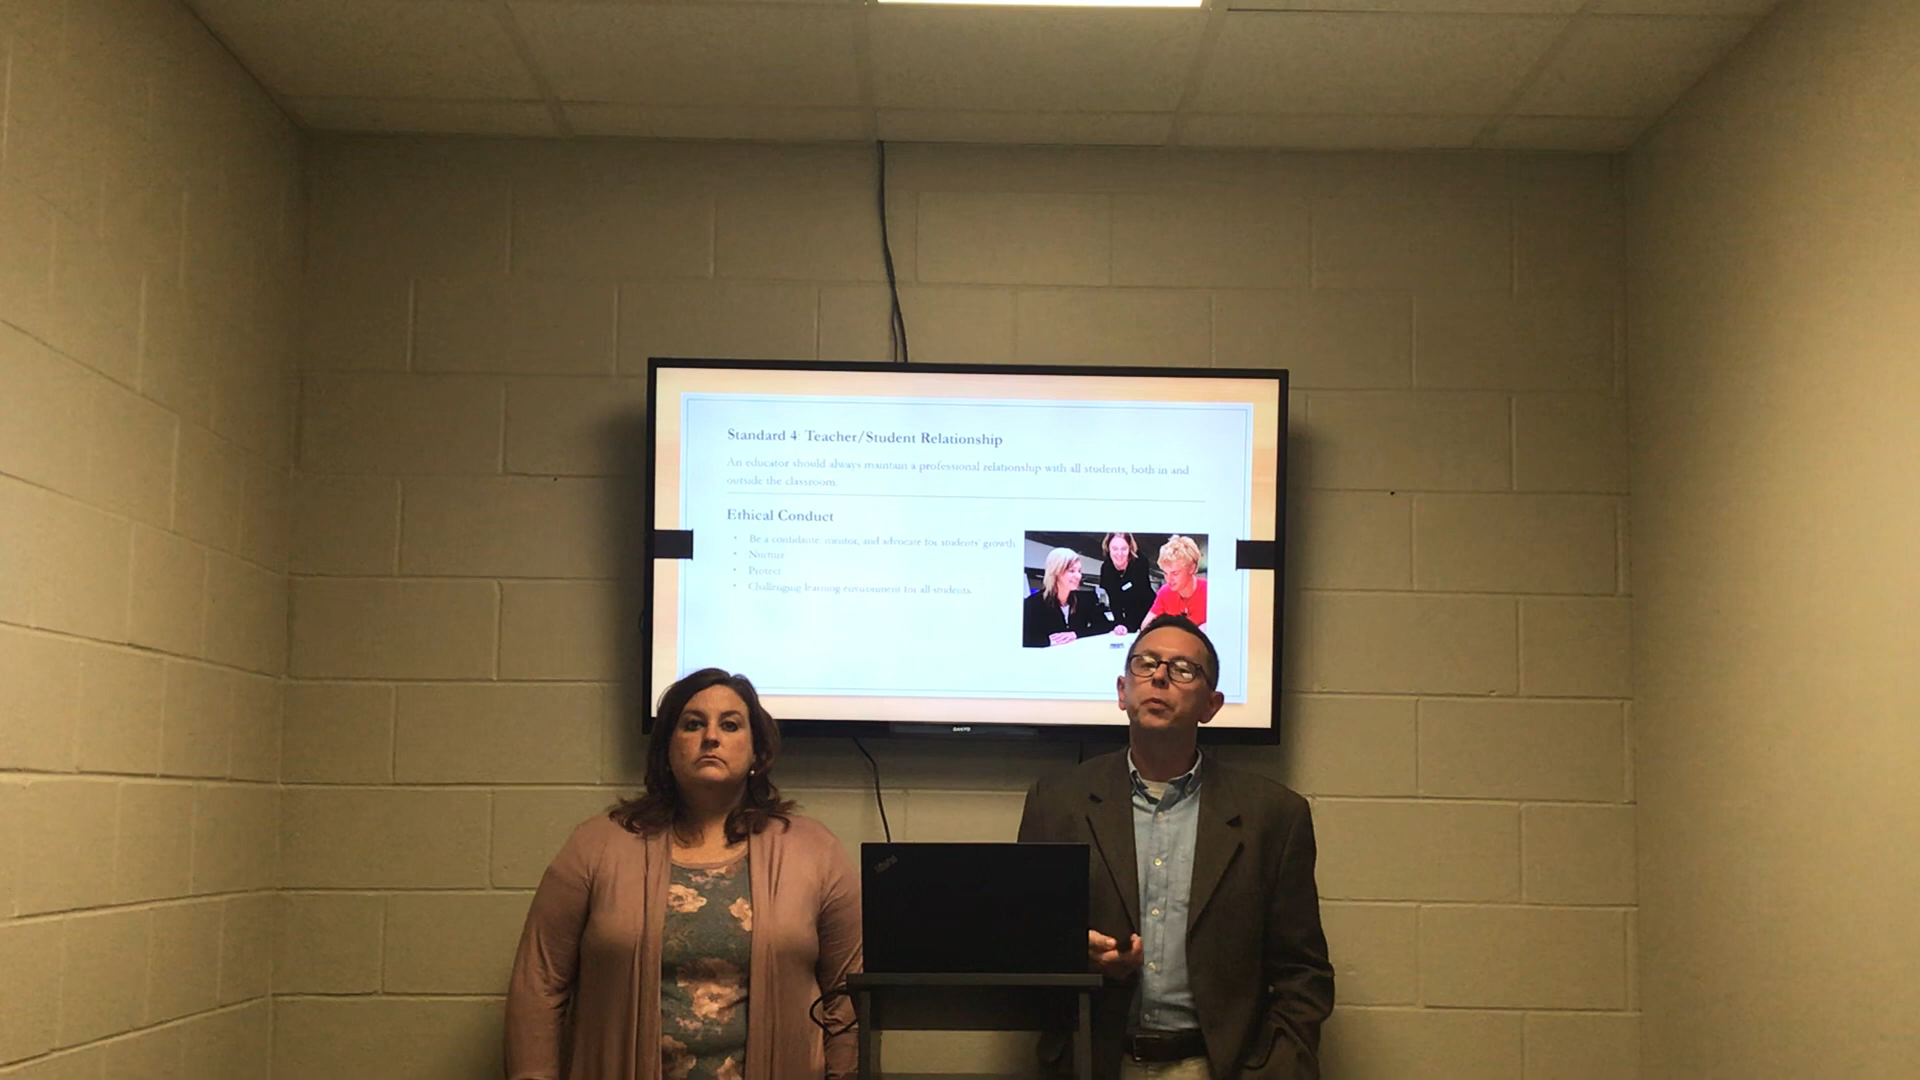 Standard 4: Teacher/Student Relationship
An educator should always maintain a professional relationship with all students, both in and
outside the classroom.
Ethical Conduct
• Be a confidante, mentor, and advocate for students' growth
• Nurture
• Protect
• Challenging learning environment for all students.
SANYO
ThinkPad